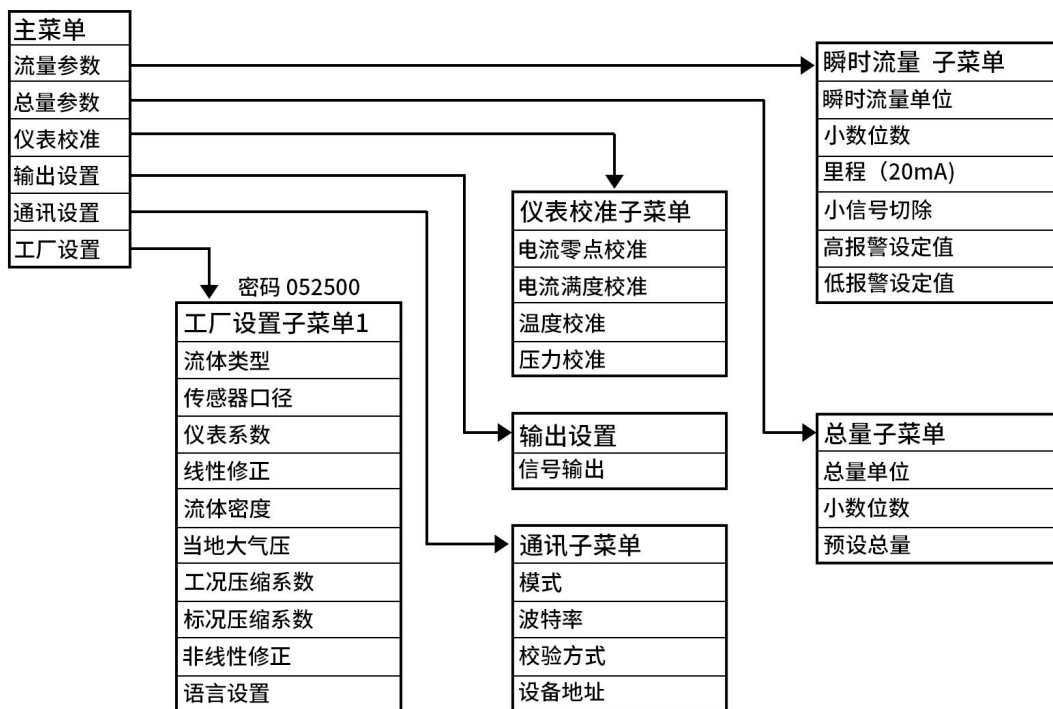 主菜单
流量参数
总量参数
仪表校准
输出设置
通讯设置
工厂设置
密码 052500
工厂设置子菜单1
流体类型
传感器口径
仪表系数
线性修正
流体密度
当地大气压
工况压缩系数
标况压缩系数
非线性修正
语言设置
仪表校准子菜单
电流零点校准
电流满度校准
温度校准
压力校准
输出设置
信号输出
通讯子菜单
模式
波特率
校验方式
设备地址
瞬时流量 子菜单
瞬时流量单位
小数位数
里程（20mA)
小信号切除
高报警设定值
低报警设定值
总量子菜单
总量单位
小数位数
预设总量